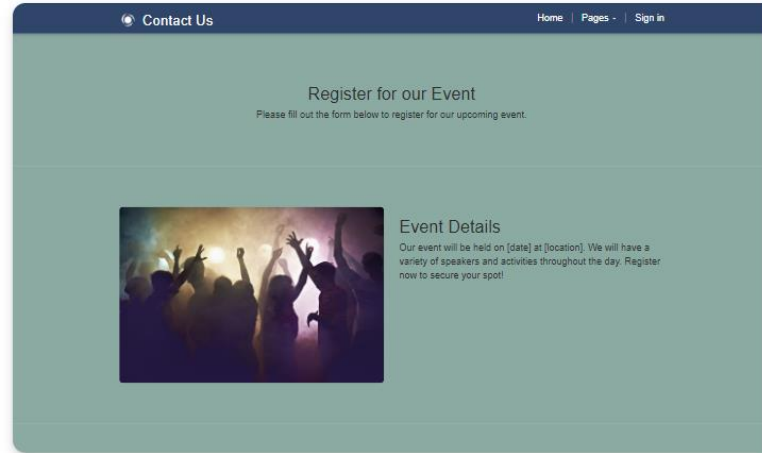 Contact Us
Home | Pages - | Sign in
Register for our Event
Please fill out the form below to register for our upcoming event.
Event Details
Our event will be held on [date] at [location]. We will have a
variety of speakers and activities throughout the day. Register
now to secure your spot!